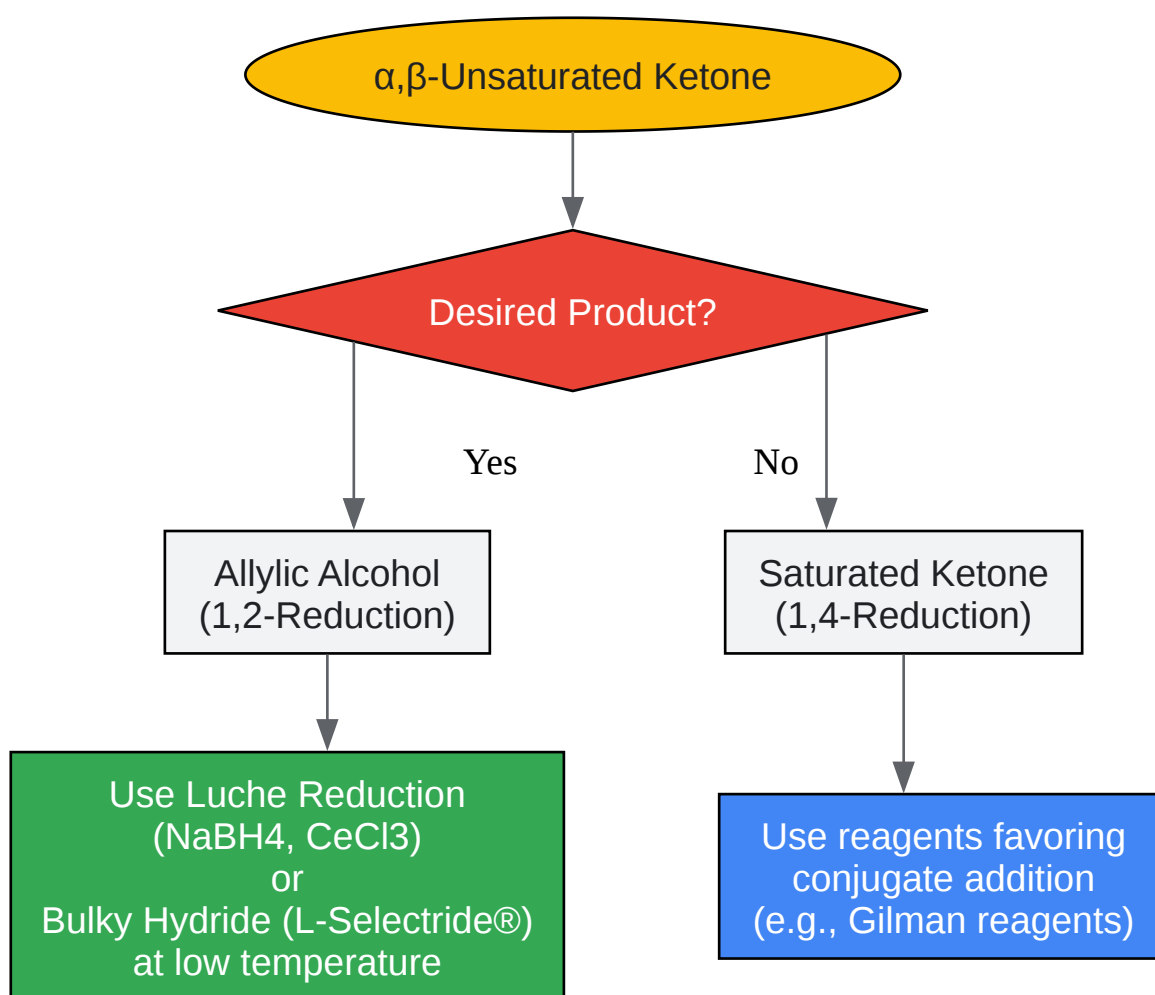 α,β-Unsaturated Ketone
Desired Product?
Yes
No
Allylic Alcohol
(1,2-Reduction)
Saturated Ketone
(1,4-Reduction)
Use Luche Reduction
(NaBH4, CeCl3)
or
Bulky Hydride (L-Selectride®)
at low temperature
Use reagents favoring
conjugate addition
(e.g., Gilman reagents)